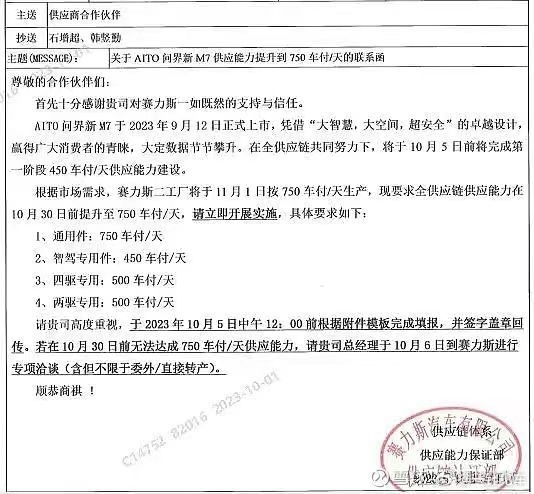 主送 供应商合作伙伴
抄送 石增超、韩竖勤
主题(MESSAGE): 关于 AITO 问界新 M7 供应能力提升到 750 车付/天的联系函
尊敬的合作伙伴们：
首先十分感谢贵司对赛力斯一如既然的支持与信任。
AITO 问界新 M7 于 2023 年 9 月 12 日正式上市，凭借“大智慧，大空间，超安全”的卓越设计，
赢得广大消费者的青睐，大定数据节节攀升。在全供应链共同努力下，将于 10 月 5 日前将完成第
一阶段 450 车付/天供应能力建设。
根据市场需求，赛力斯二工厂将于 11 月 1 日按 750 车付/天生产，现要求全供应链供应能力在
10 月 30 日前提升至 750 车付/天，请立即开展实施，具体要求如下：
1、通用件：750 车付/天
2、智驾专用件：450 车付/天
3、四驱专用：500 车付/天
4、两驱专用：500 车付/天
请贵司高度重视，于 2023 年 10 月 5 日中午 12：00 前根据附件模板完成填报，并签字盖章回
传。若在 10 月 30 日前无法达成 750 车付/天供应能力，请贵司总经理于 10 月 6 日到赛力斯进行
专项洽谈（含但不限于委外/直接转产）。
顺恭商祺！
C14752 82016 2023-10-01
赛力斯汽车有限公司
供应链体系
供应能力保证部